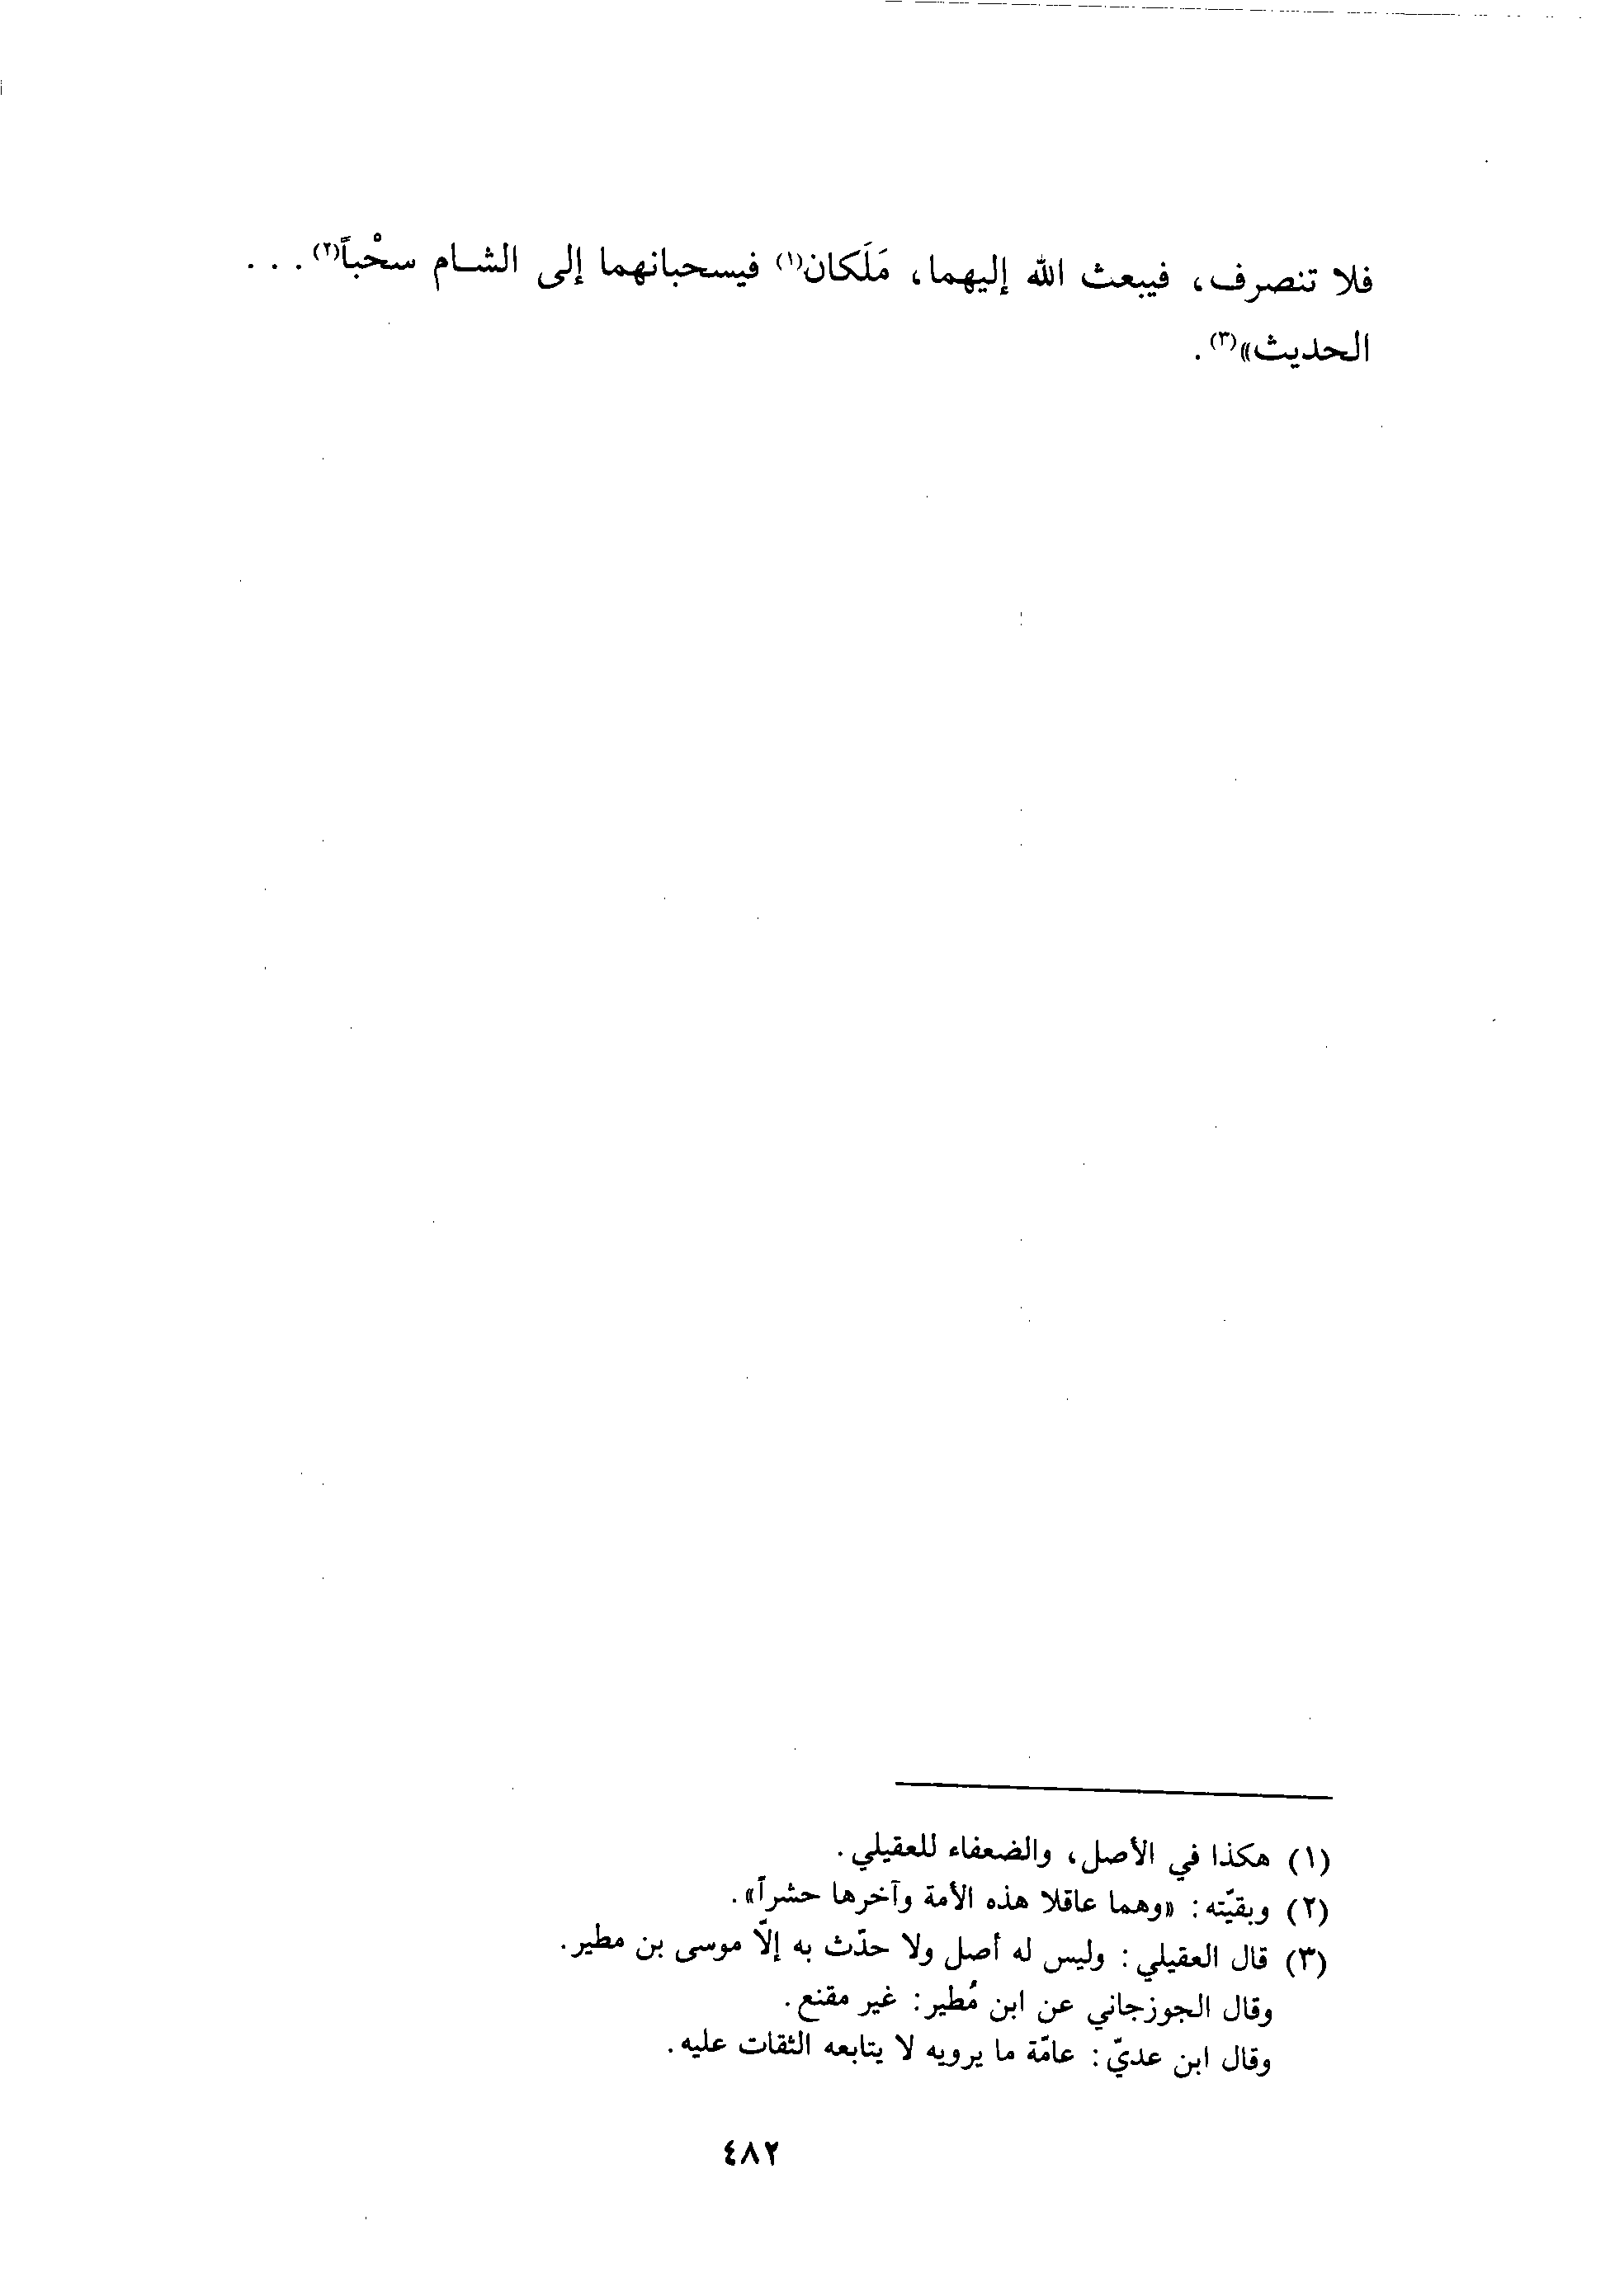 فلا تنصرف، فيبعث الله إليهما، مَلَكان(١) فيسحبانهما إلى الشام سحْباً(٢) . . .
الحديث»(٣) .
(١) هكذا في الأصل، والضعفاء للعقيلي .
(٢) وبقيّته : «وهما عاقلا هذه الأمة وآخرها حشراً» .
(٣) قال العقيلي : وليس له أصل ولا حدّث به إلاّ موسى بن مطير .
وقال الجوزجاني عن ابن مُطير : غير مقنع .
وقال ابن عديّ : عامّة ما يرويه لا يتابعه الثقات عليه .
٤٨٢